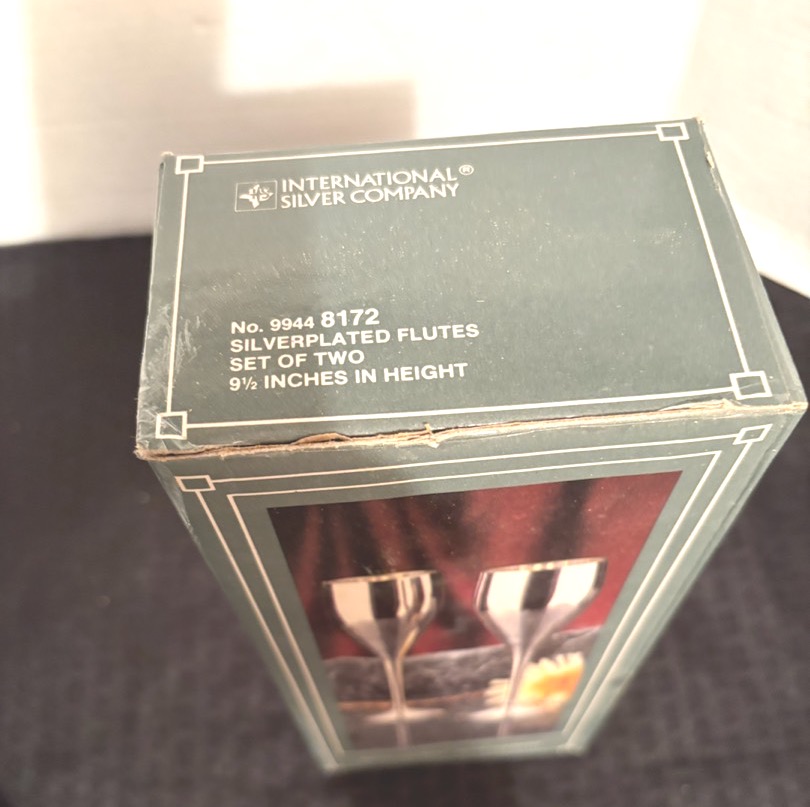 INTERNATIONAL®
SILVER COMPANY
No. 9944 8172
SILVERPLATED FLUTES
SET OF TWO
9½ INCHES IN HEIGHT